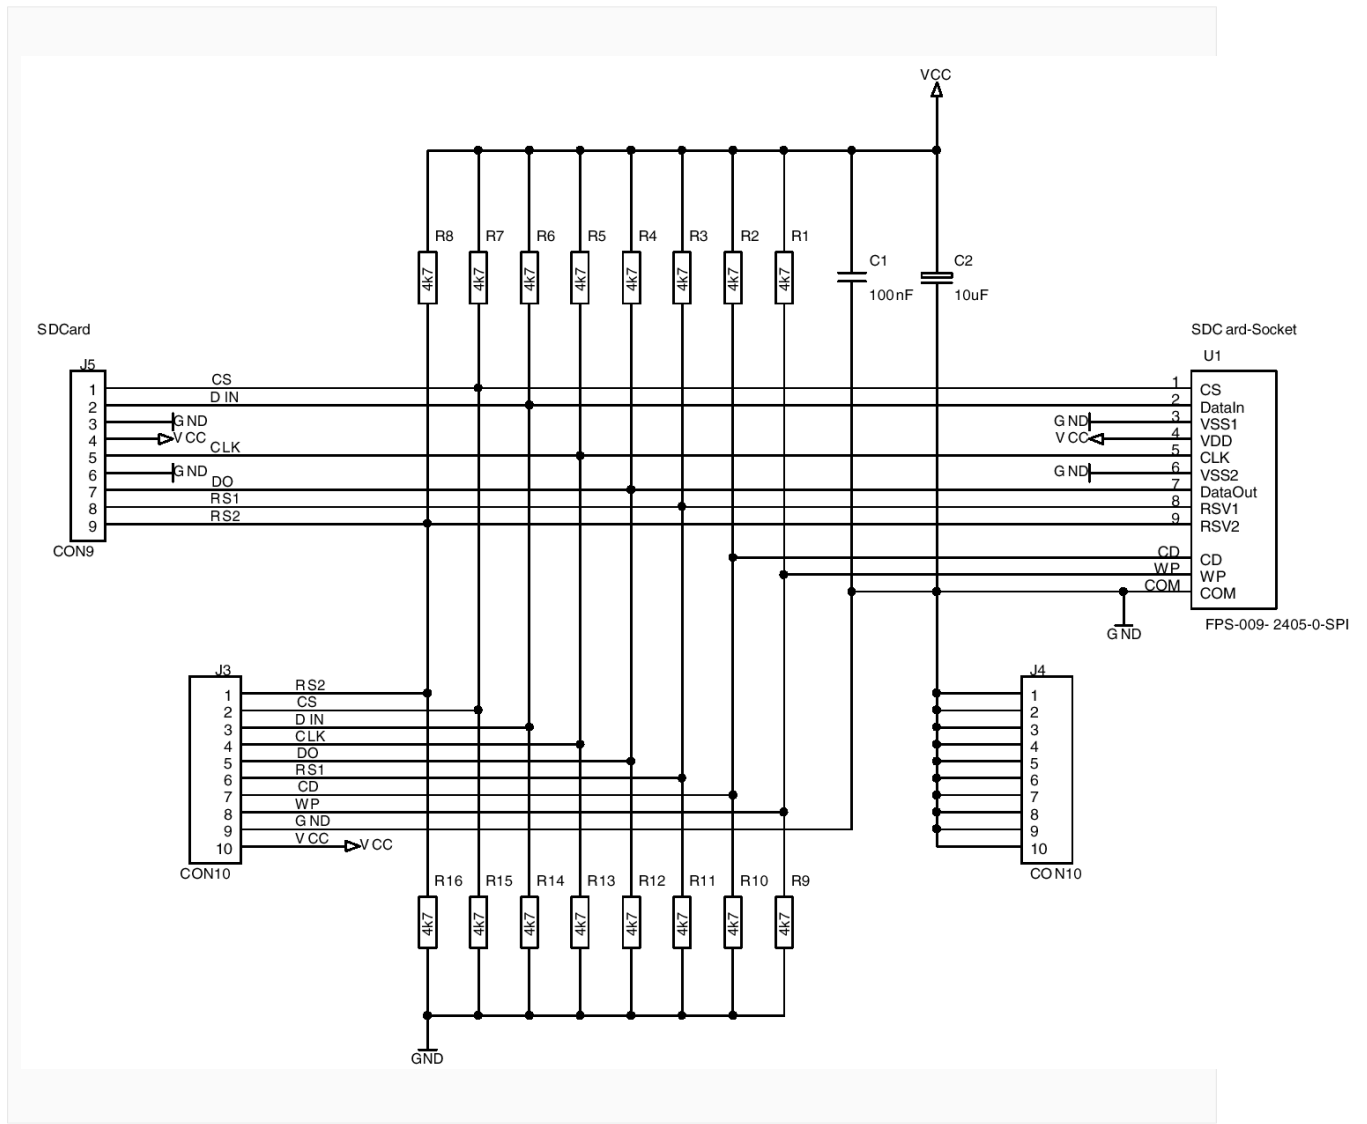 VCC
R8 R7 R6 R5 R4 R3 R2 R1
4k7 4k7 4k7 4k7 4k7 4k7 4k7 4k7
C1
100nF
C2
10uF
SDCard
J5
1 CS
2 DIN
3 GND
4 VCC
5 CLK
6 GND
7 DO
8 RS1
9 RS2
CON9
SDCard-Socket
U1
1 CS
2 DataIn
GND 3 VSS1
VCC 4 VDD
5 CLK
GND 6 VSS2
7 DataOut
8 RSV1
9 RSV2
CD CD
WP WP
COM COM
GND
FPS-009-2405-0-SPI
J3
1 RS2
2 CS
3 DIN
4 CLK
5 DO
6 RS1
7 CD
8 WP
9 GND
10 VCC VCC
CON10
J4
1
2
3
4
5
6
7
8
9
10
CON10
R16 R15 R14 R13 R12 R11 R10 R9
4k7 4k7 4k7 4k7 4k7 4k7 4k7 4k7
GND